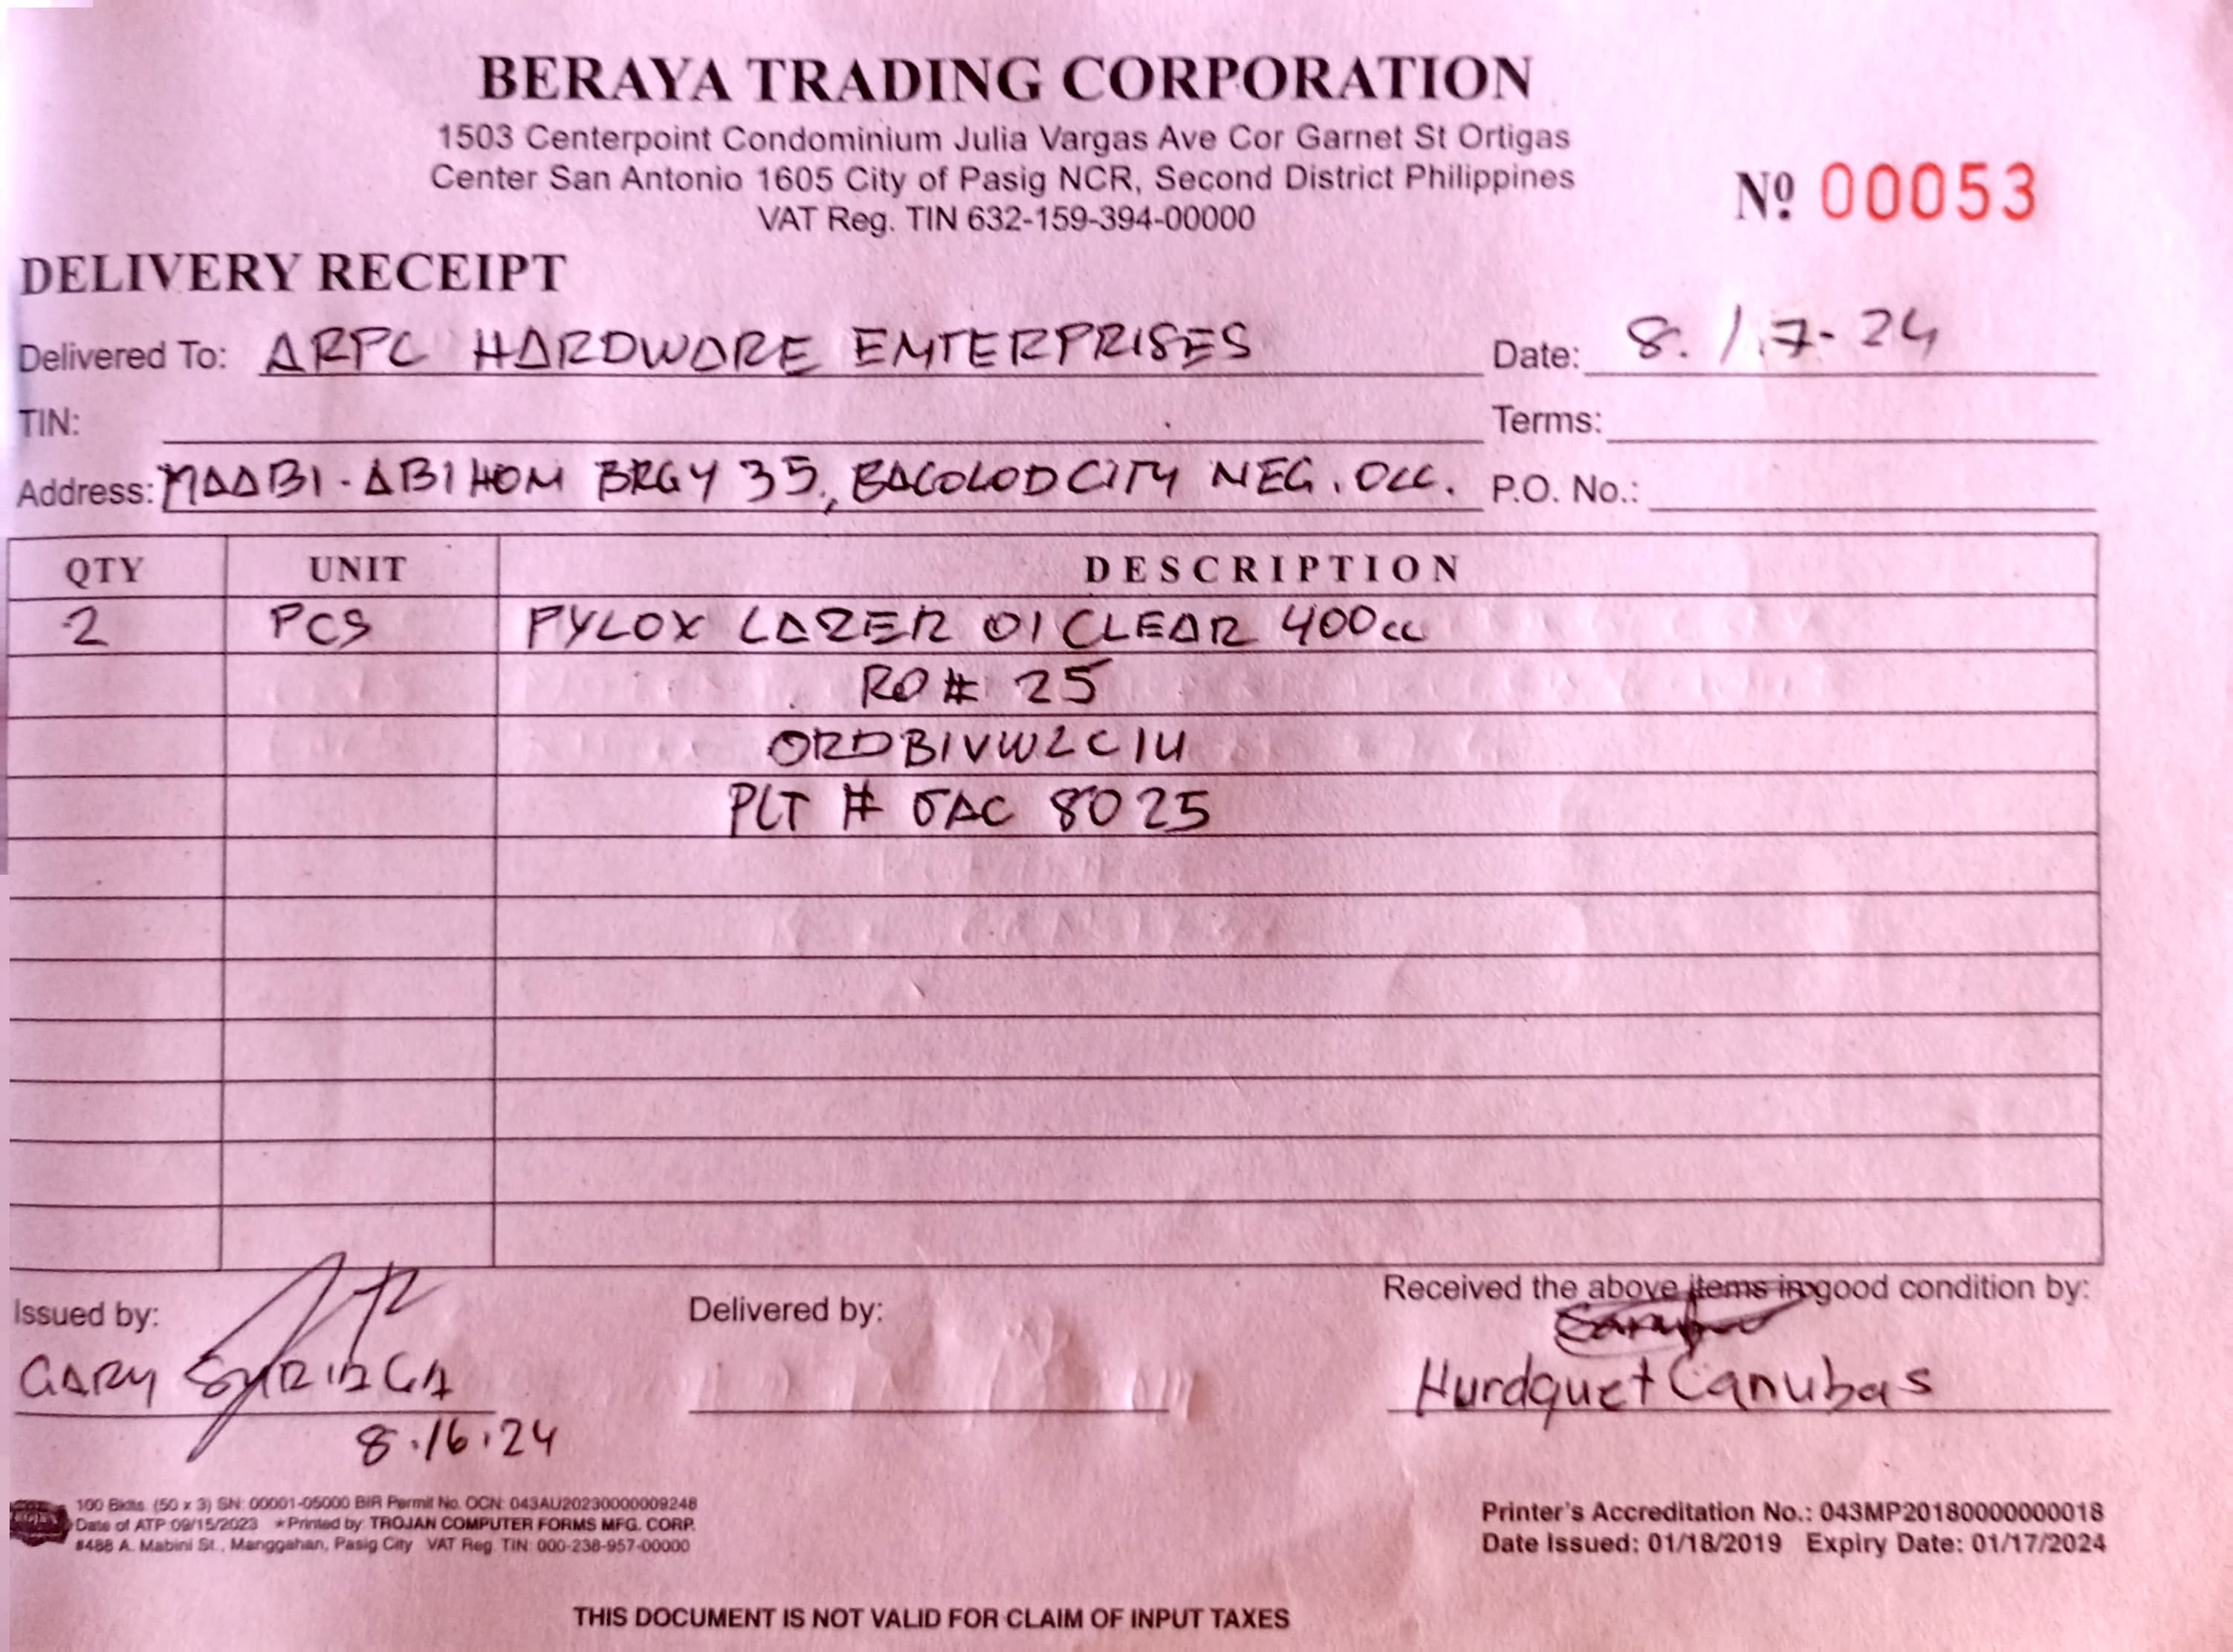 BERAYA TRADING CORPORATION
1503 Centerpoint Condominium Julia Vargas Ave Cor Garnet St Ortigas
Center San Antonio 1605 City of Pasig NCR, Second District Philippines
VAT Reg. TIN 632-159-394-00000
Nº 00053
DELIVERY RECEIPT
Delivered To: ARPC HARDWARE ENTERPRISES Date: 8./.7-24
TIN: Terms:
Address: MAABI-ABIHON BRGY 35, BACOLOD CITY NEG. OCC. P.O. No.:
QTY UNIT DESCRIPTION
2 PCS PYLOX LAZER 01 CLEAR 400cc
RO# 25
ORDBIVW2C1U
PLT # 8025
Issued by: Delivered by: Received the above items in good condition by:
GARY Canubas
8.16.24
100 Bklts. (50 x 3) SN: 00001-05000 BIR Permit No. OCN: 043AU20230000009248
Date of ATP 09/15/2023 *Printed by: TROJAN COMPUTER FORMS MFG. CORP.
#488 A. Mabini St., Manggahan, Pasig City VAT Reg. TIN: 000-238-957-00000
Printer's Accreditation No.: 043MP20180000000018
Date Issued: 01/18/2019 Expiry Date: 01/17/2024
THIS DOCUMENT IS NOT VALID FOR CLAIM OF INPUT TAXES